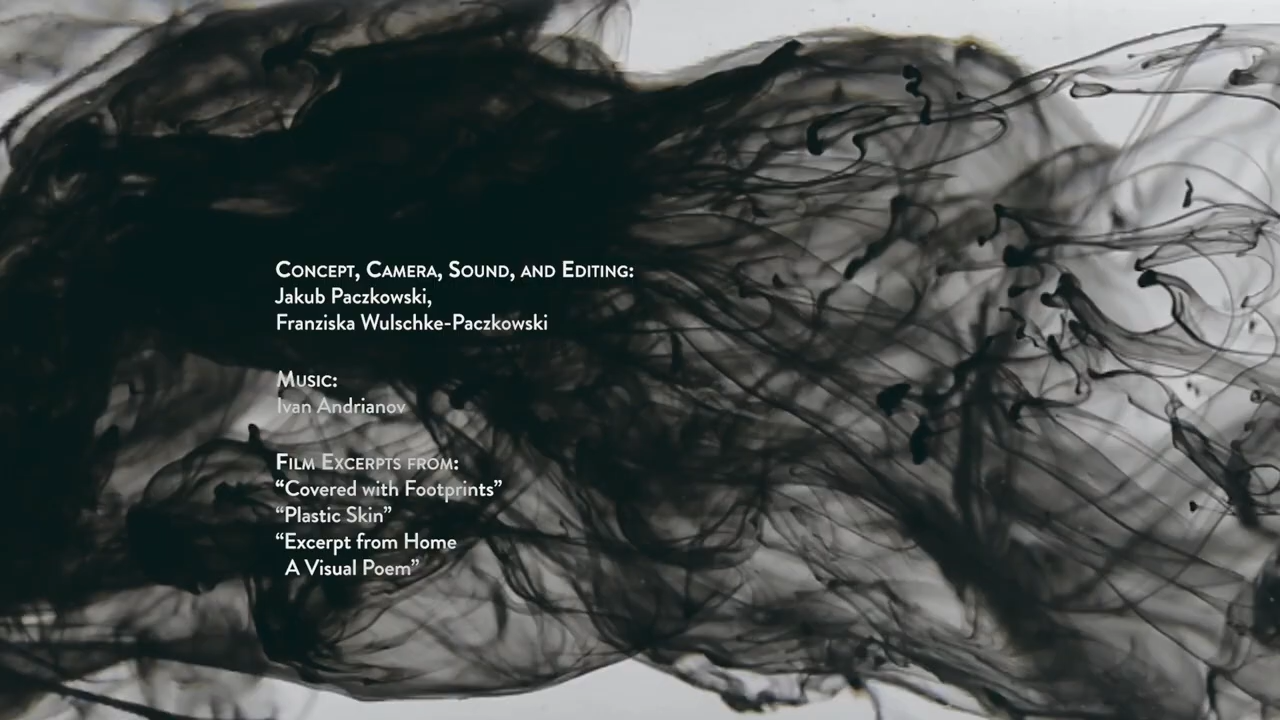 Concept, Camera, Sound, and Editing:
Jakub Paczkowski,
Franziska Wulschke-Paczkowski
Music:
Ivan Andrianov
Film Excerpts from:
“Covered with Footprints”
“Plastic Skin”
“Excerpt from Home
A Visual Poem”